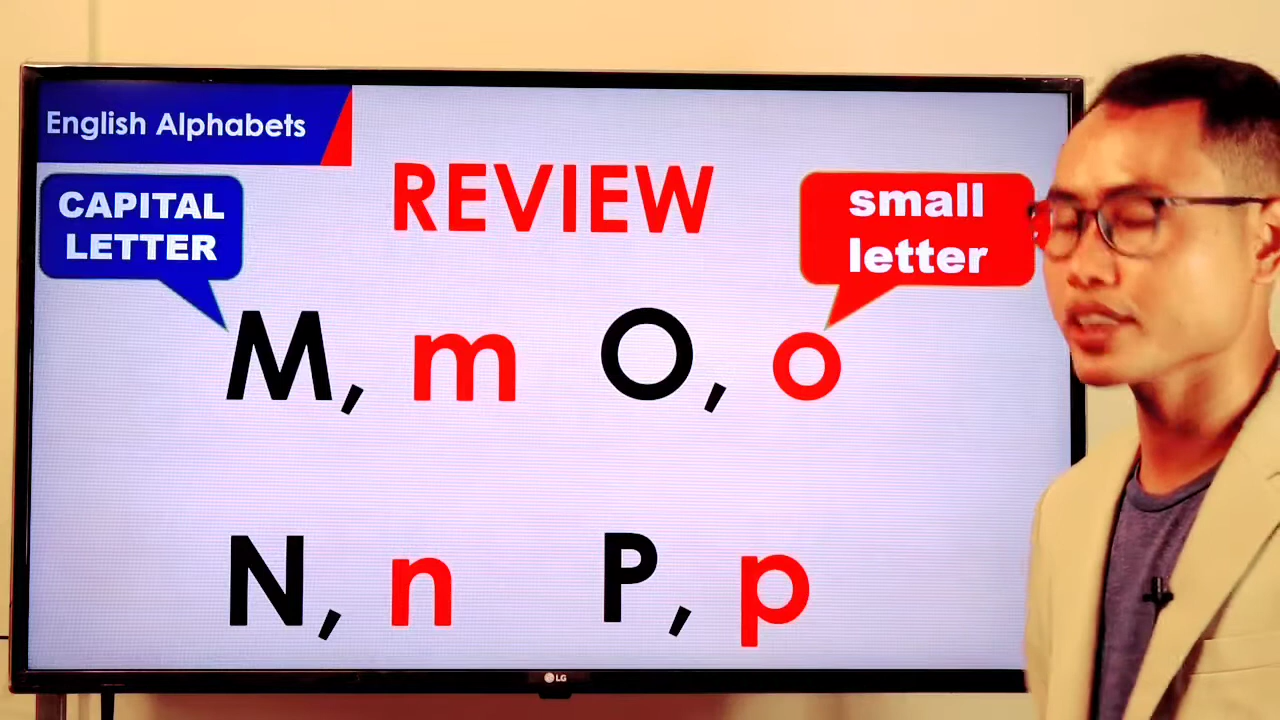 English Alphabets
REVIEW
CAPITAL
LETTER
small
letter
M, m O, o
N, n P, p
LG